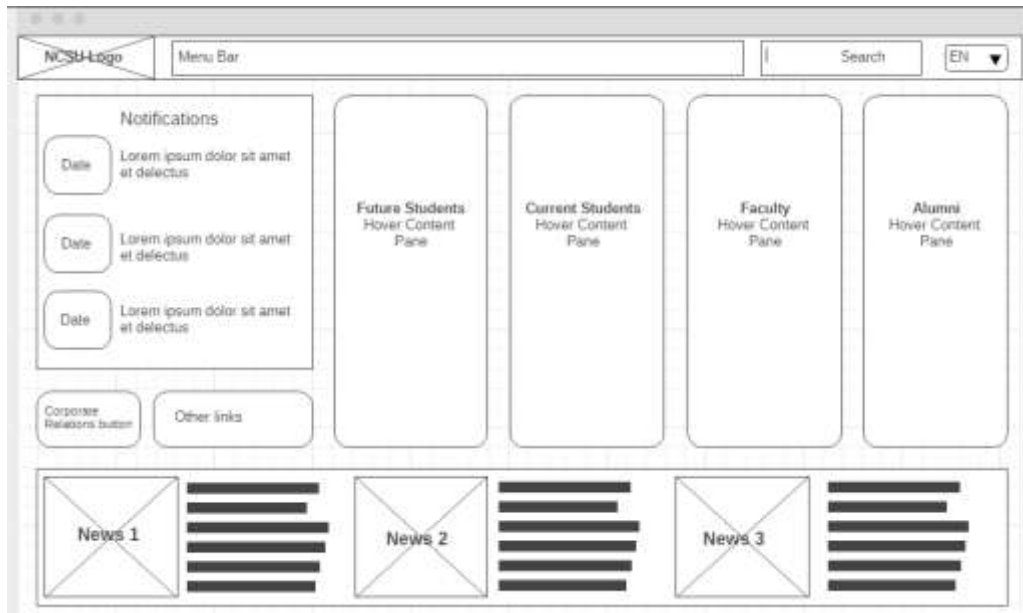 NCSU Logo
Menu Bar
Search
EN
Notifications
Date
Lorem ipsum dolor sit amet
et delectus
Date
Lorem ipsum dolor sit amet
et delectus
Date
Lorem ipsum dolor sit amet
et delectus
Corporate
Relations button
Other links
Future Students
Hover Content
Pane
Current Students
Hover Content
Pane
Faculty
Hover Content
Pane
Alumni
Hover Content
Pane
News 1
News 2
News 3